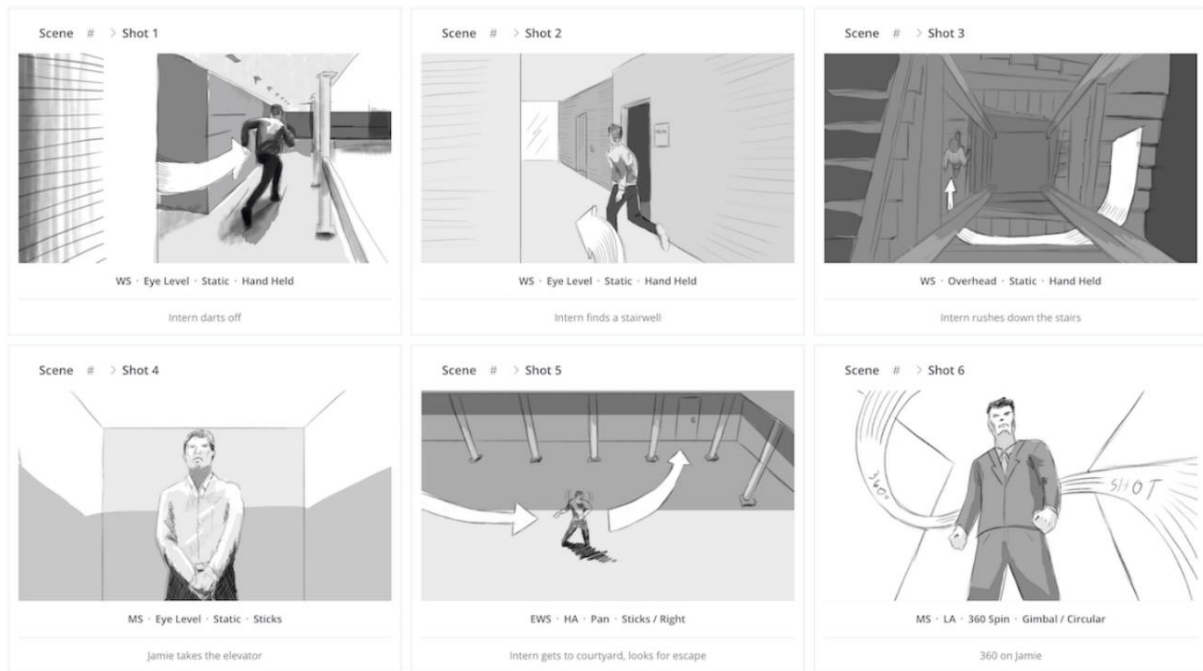 Scene # > Shot 1
Scene # > Shot 2
Scene # > Shot 3
WS · Eye Level · Static · Hand Held
WS · Eye Level · Static · Hand Held
WS · Overhead · Static · Hand Held
Intern darts off
Intern finds a stairwell
Intern rushes down the stairs
Scene # > Shot 4
Scene # > Shot 5
Scene # > Shot 6
360°
SHOT
MS · Eye Level · Static · Sticks
EWS · HA · Pan · Sticks / Right
MS · LA · 360 Spin · Gimbal / Circular
Jamie takes the elevator
Intern gets to courtyard, looks for escape
360 on Jamie